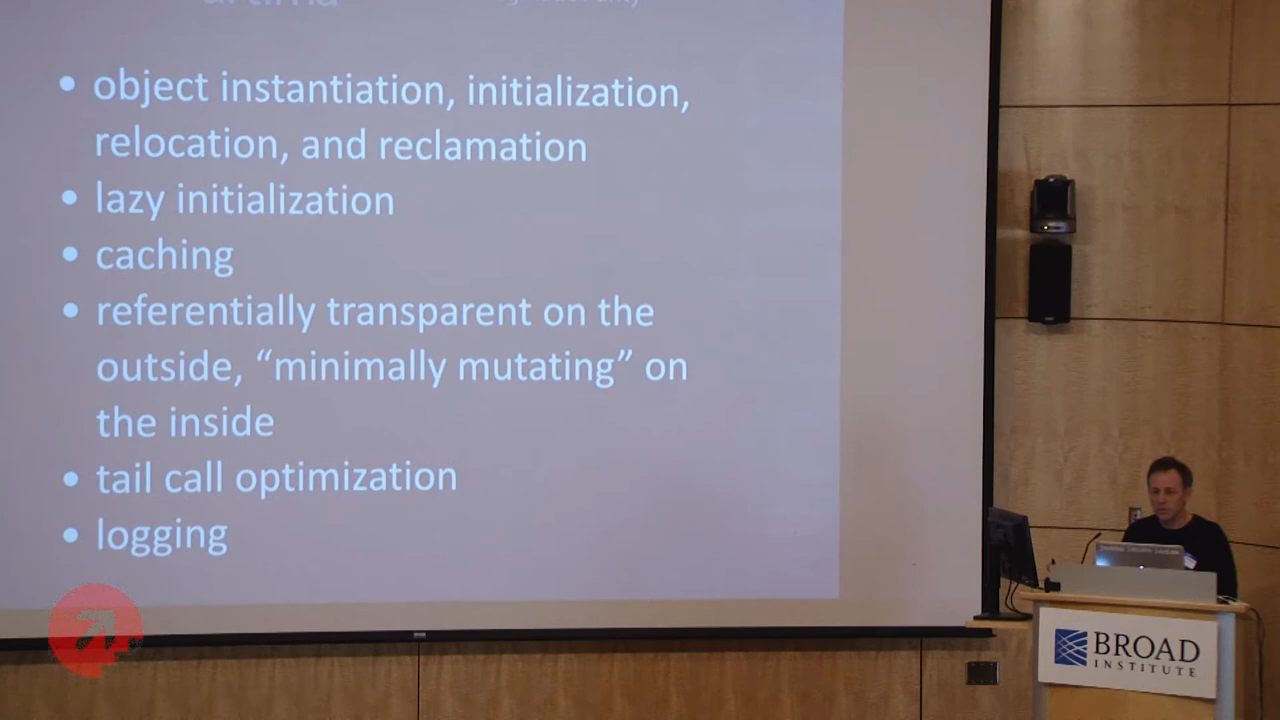 • object instantiation, initialization,
relocation, and reclamation
• lazy initialization
• caching
• referentially transparent on the
outside, “minimally mutating” on
the inside
• tail call optimization
• logging
BROAD
INSTITUTE